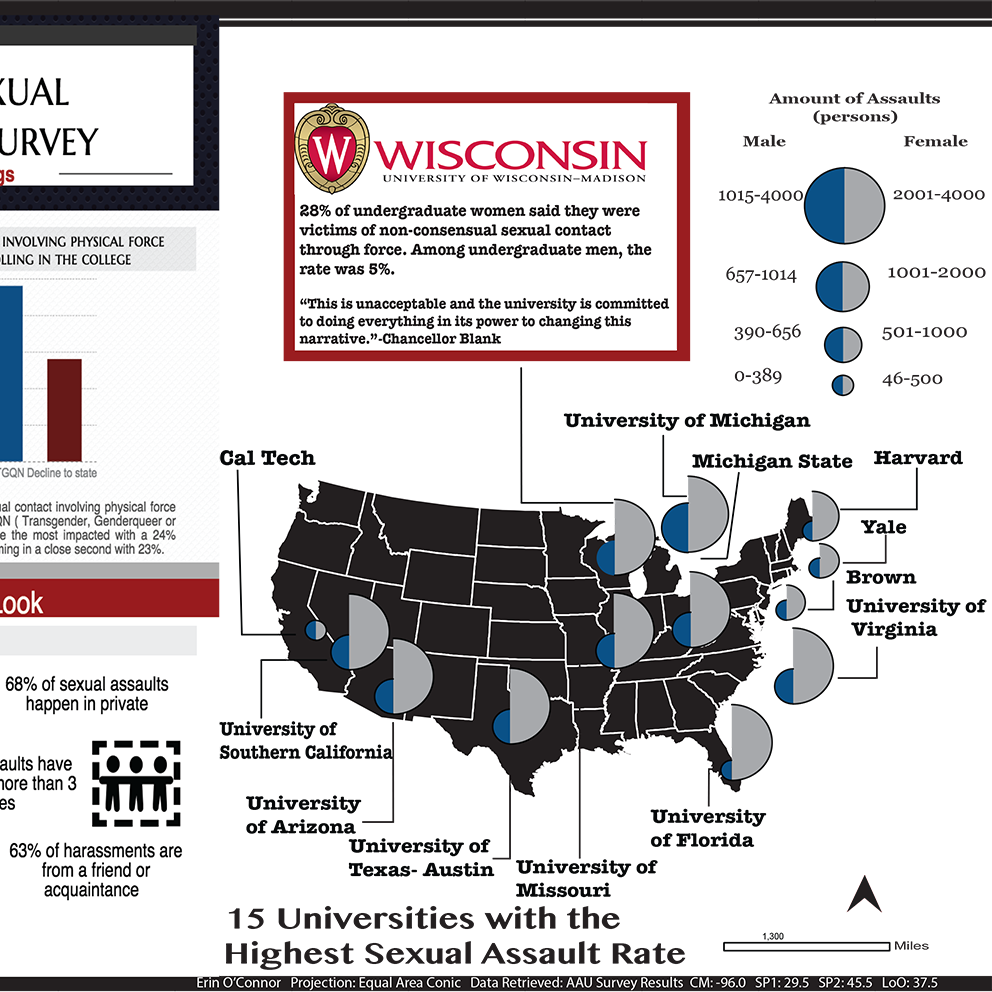 XUAL
URVEY
gs
INVOLVING PHYSICAL FORCE
LLING IN THE COLLEGE
TGQN Decline to state
ual contact involving physical force
QN ( Transgender, Genderqueer or
e the most impacted with a 24%
ming in a close second with 23%.
Look
68% of sexual assaults
happen in private
aults have
more than 3
es
63% of harassments are
from a friend or
acquaintance
W
WISCONSIN
UNIVERSITY OF WISCONSIN–MADISON
28% of undergraduate women said they were
victims of non-consensual sexual contact
through force. Among undergraduate men, the
rate was 5%.
“This is unacceptable and the university is committed
to doing everything in its power to changing this
narrative.”-Chancellor Blank
Amount of Assaults
(persons)
Male Female
1015-4000 2001-4000
657-1014 1001-2000
390-656 501-1000
0-389 46-500
University of Michigan
Cal Tech
Michigan State
Harvard
Yale
Brown
University of
Virginia
University of
Southern California
University
of Arizona
University of
Texas- Austin
University of
Missouri
University
of Florida
15 Universities with the
Highest Sexual Assault Rate
1,300
Miles
Erin O'Connor Projection: Equal Area Conic Data Retrieved: AAU Survey Results CM: -96.0 SP1: 29.5 SP2: 45.5 LoO: 37.5